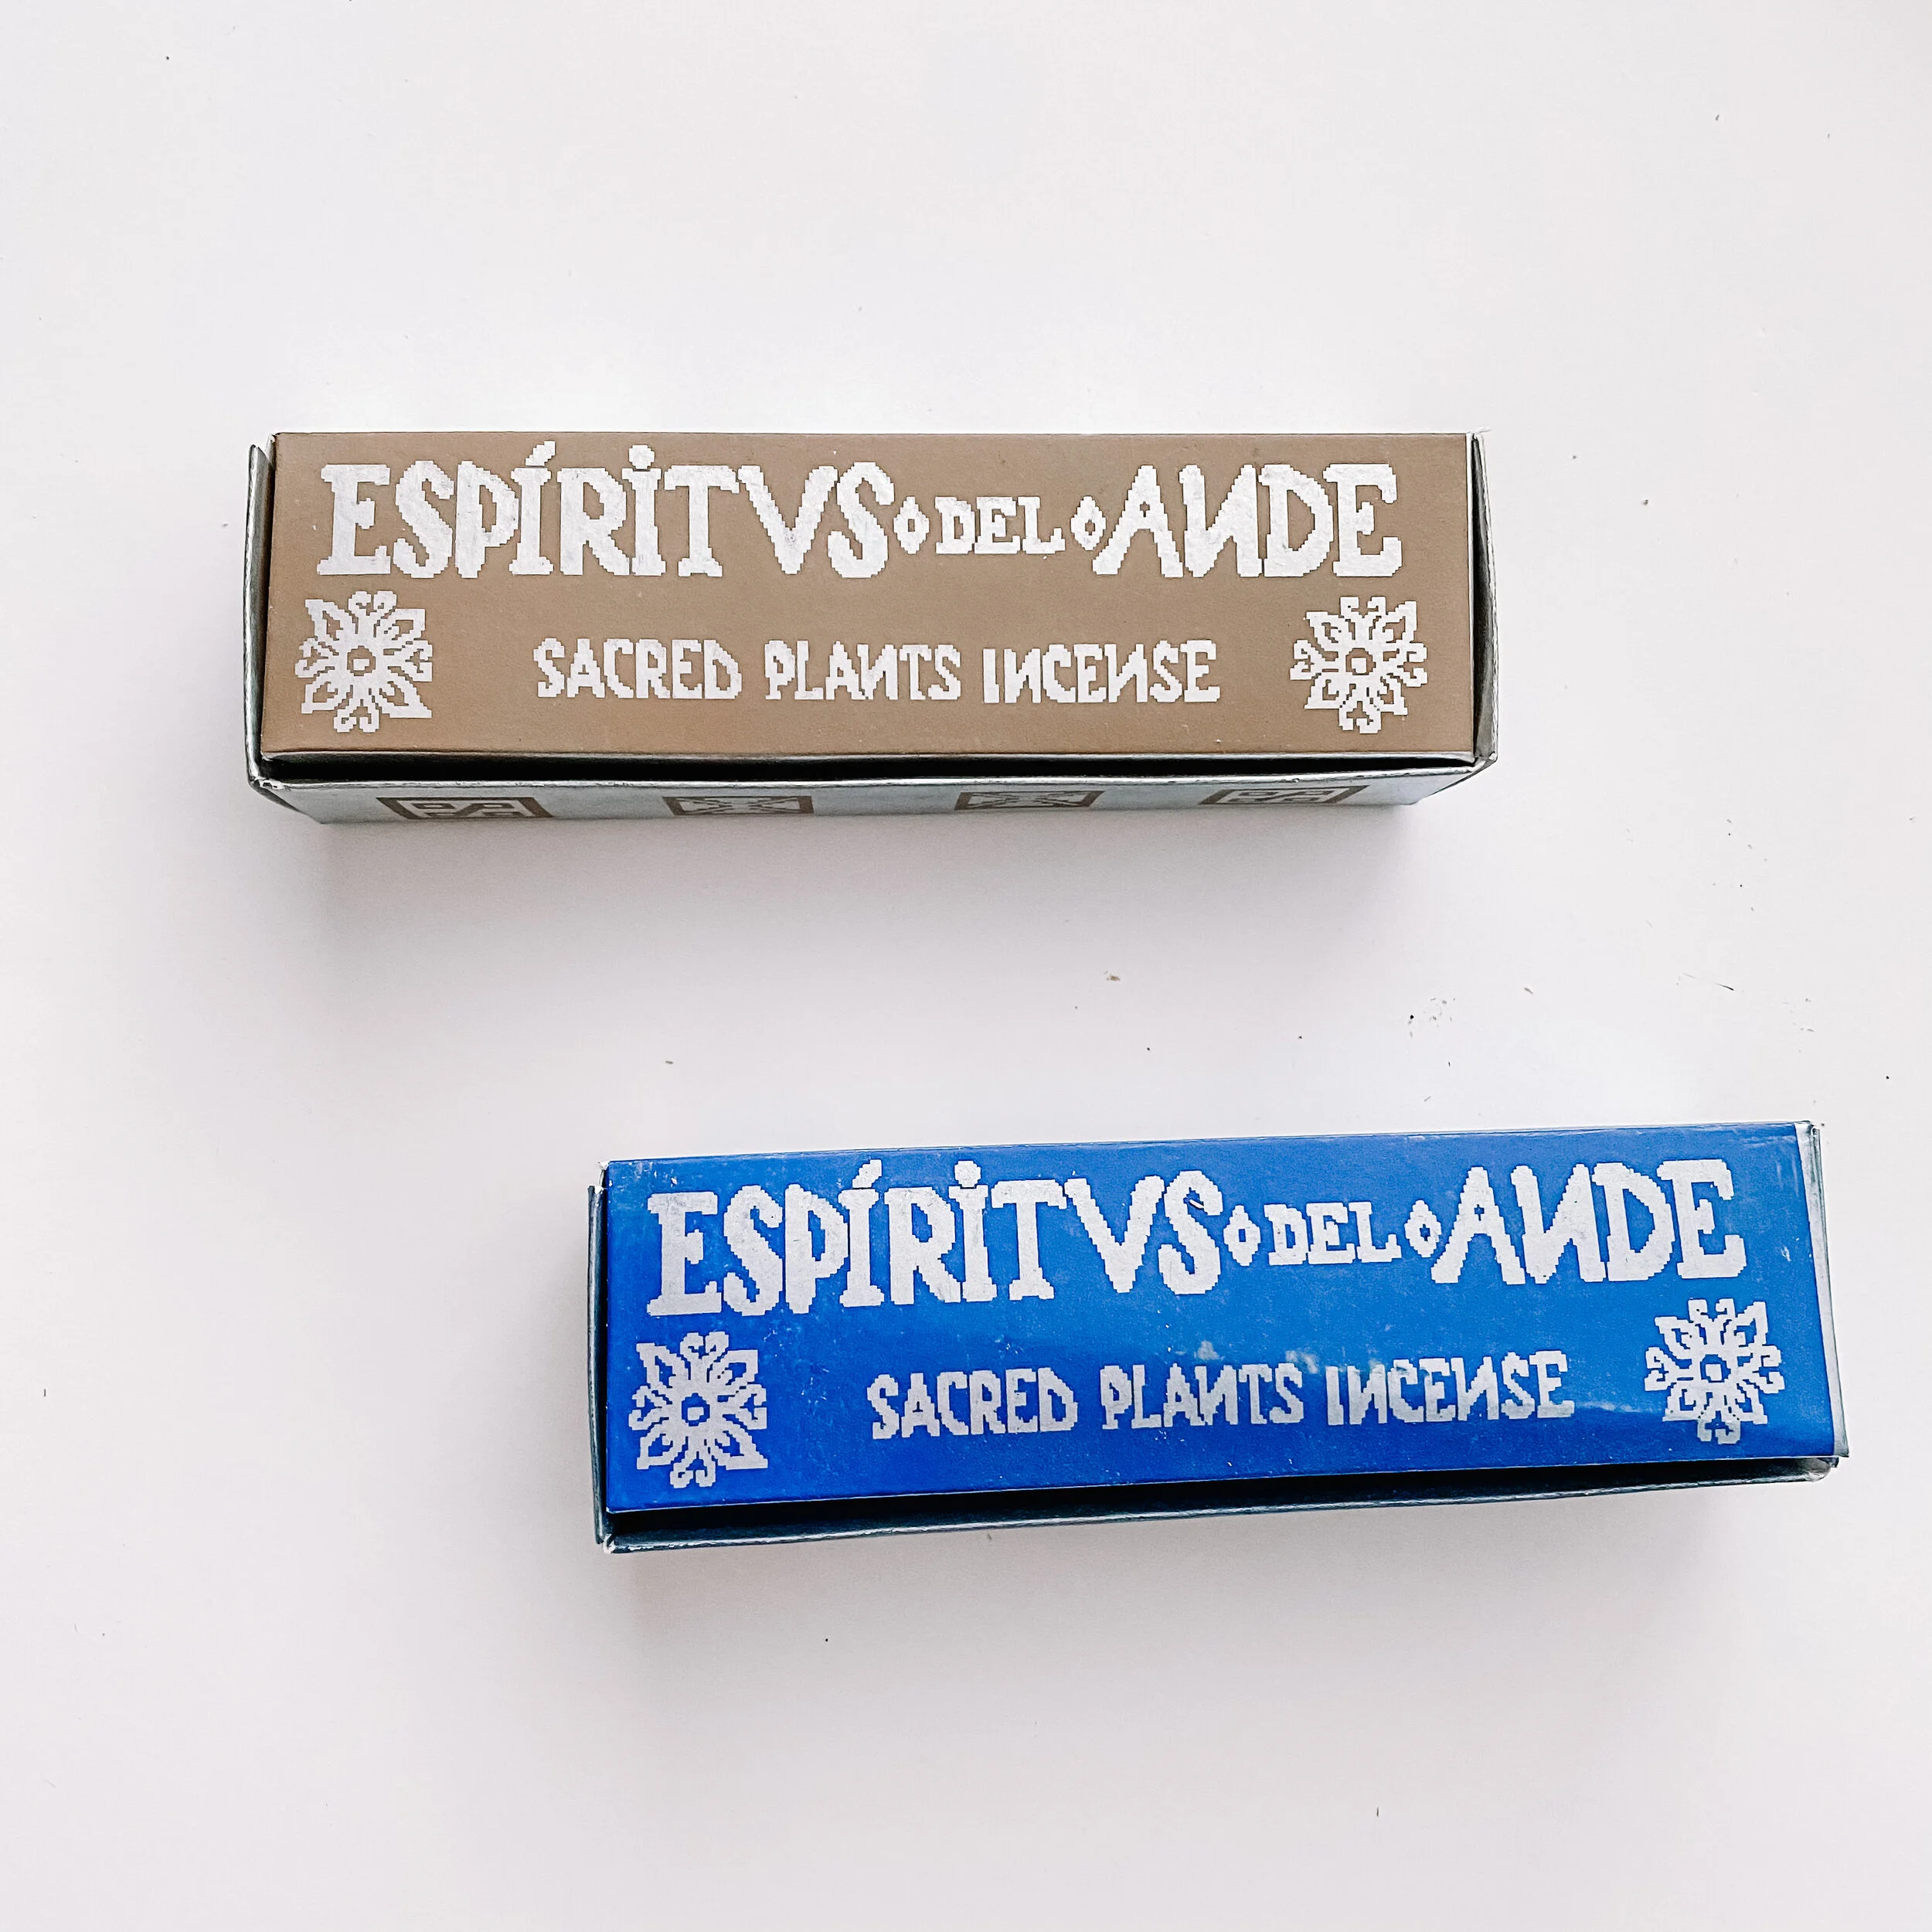 ESPÍRITVS DEL ANDE
SACRED PLANTS INCENSE
ESPÍRITVS DEL ANDE
SACRED PLANTS INCENSE